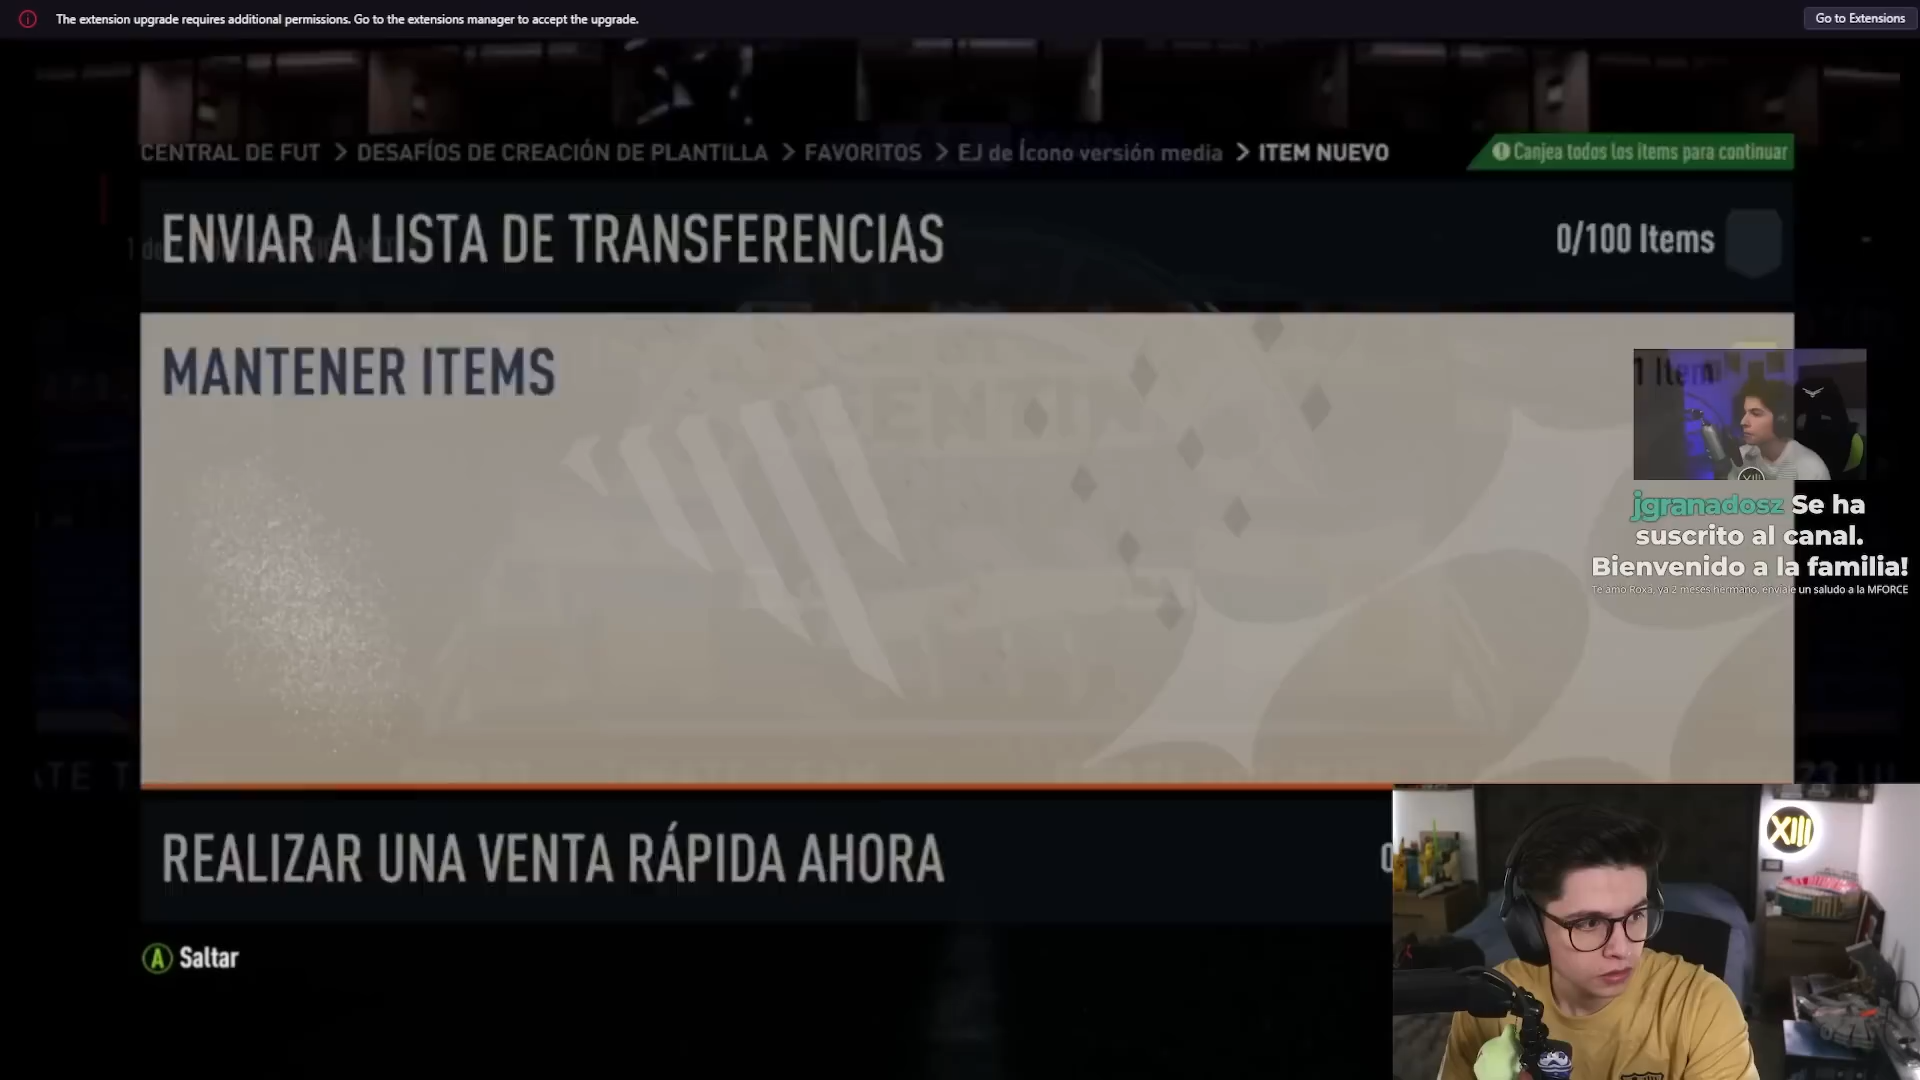 The extension upgrade requires additional permissions. Go to the extensions manager to accept the upgrade.
Go to Extensions
CENTRAL DE FUT > DESAFÍOS DE CREACIÓN DE PLANTILLA > FAVORITOS > EJ de Ícono versión media > ITEM NUEVO
Canjea todos los items para continuar
ENVIAR A LISTA DE TRANSFERENCIAS
0/100 Items
MANTENER ITEMS
1 Item
jgranadosz Se ha
suscrito al canal.
Bienvenido a la familia!
Te amo Roxa, ya 2 meses hermano, enviale un saludo a la MFORCE
REALIZAR UNA VENTA RÁPIDA AHORA
XIII
A Saltar